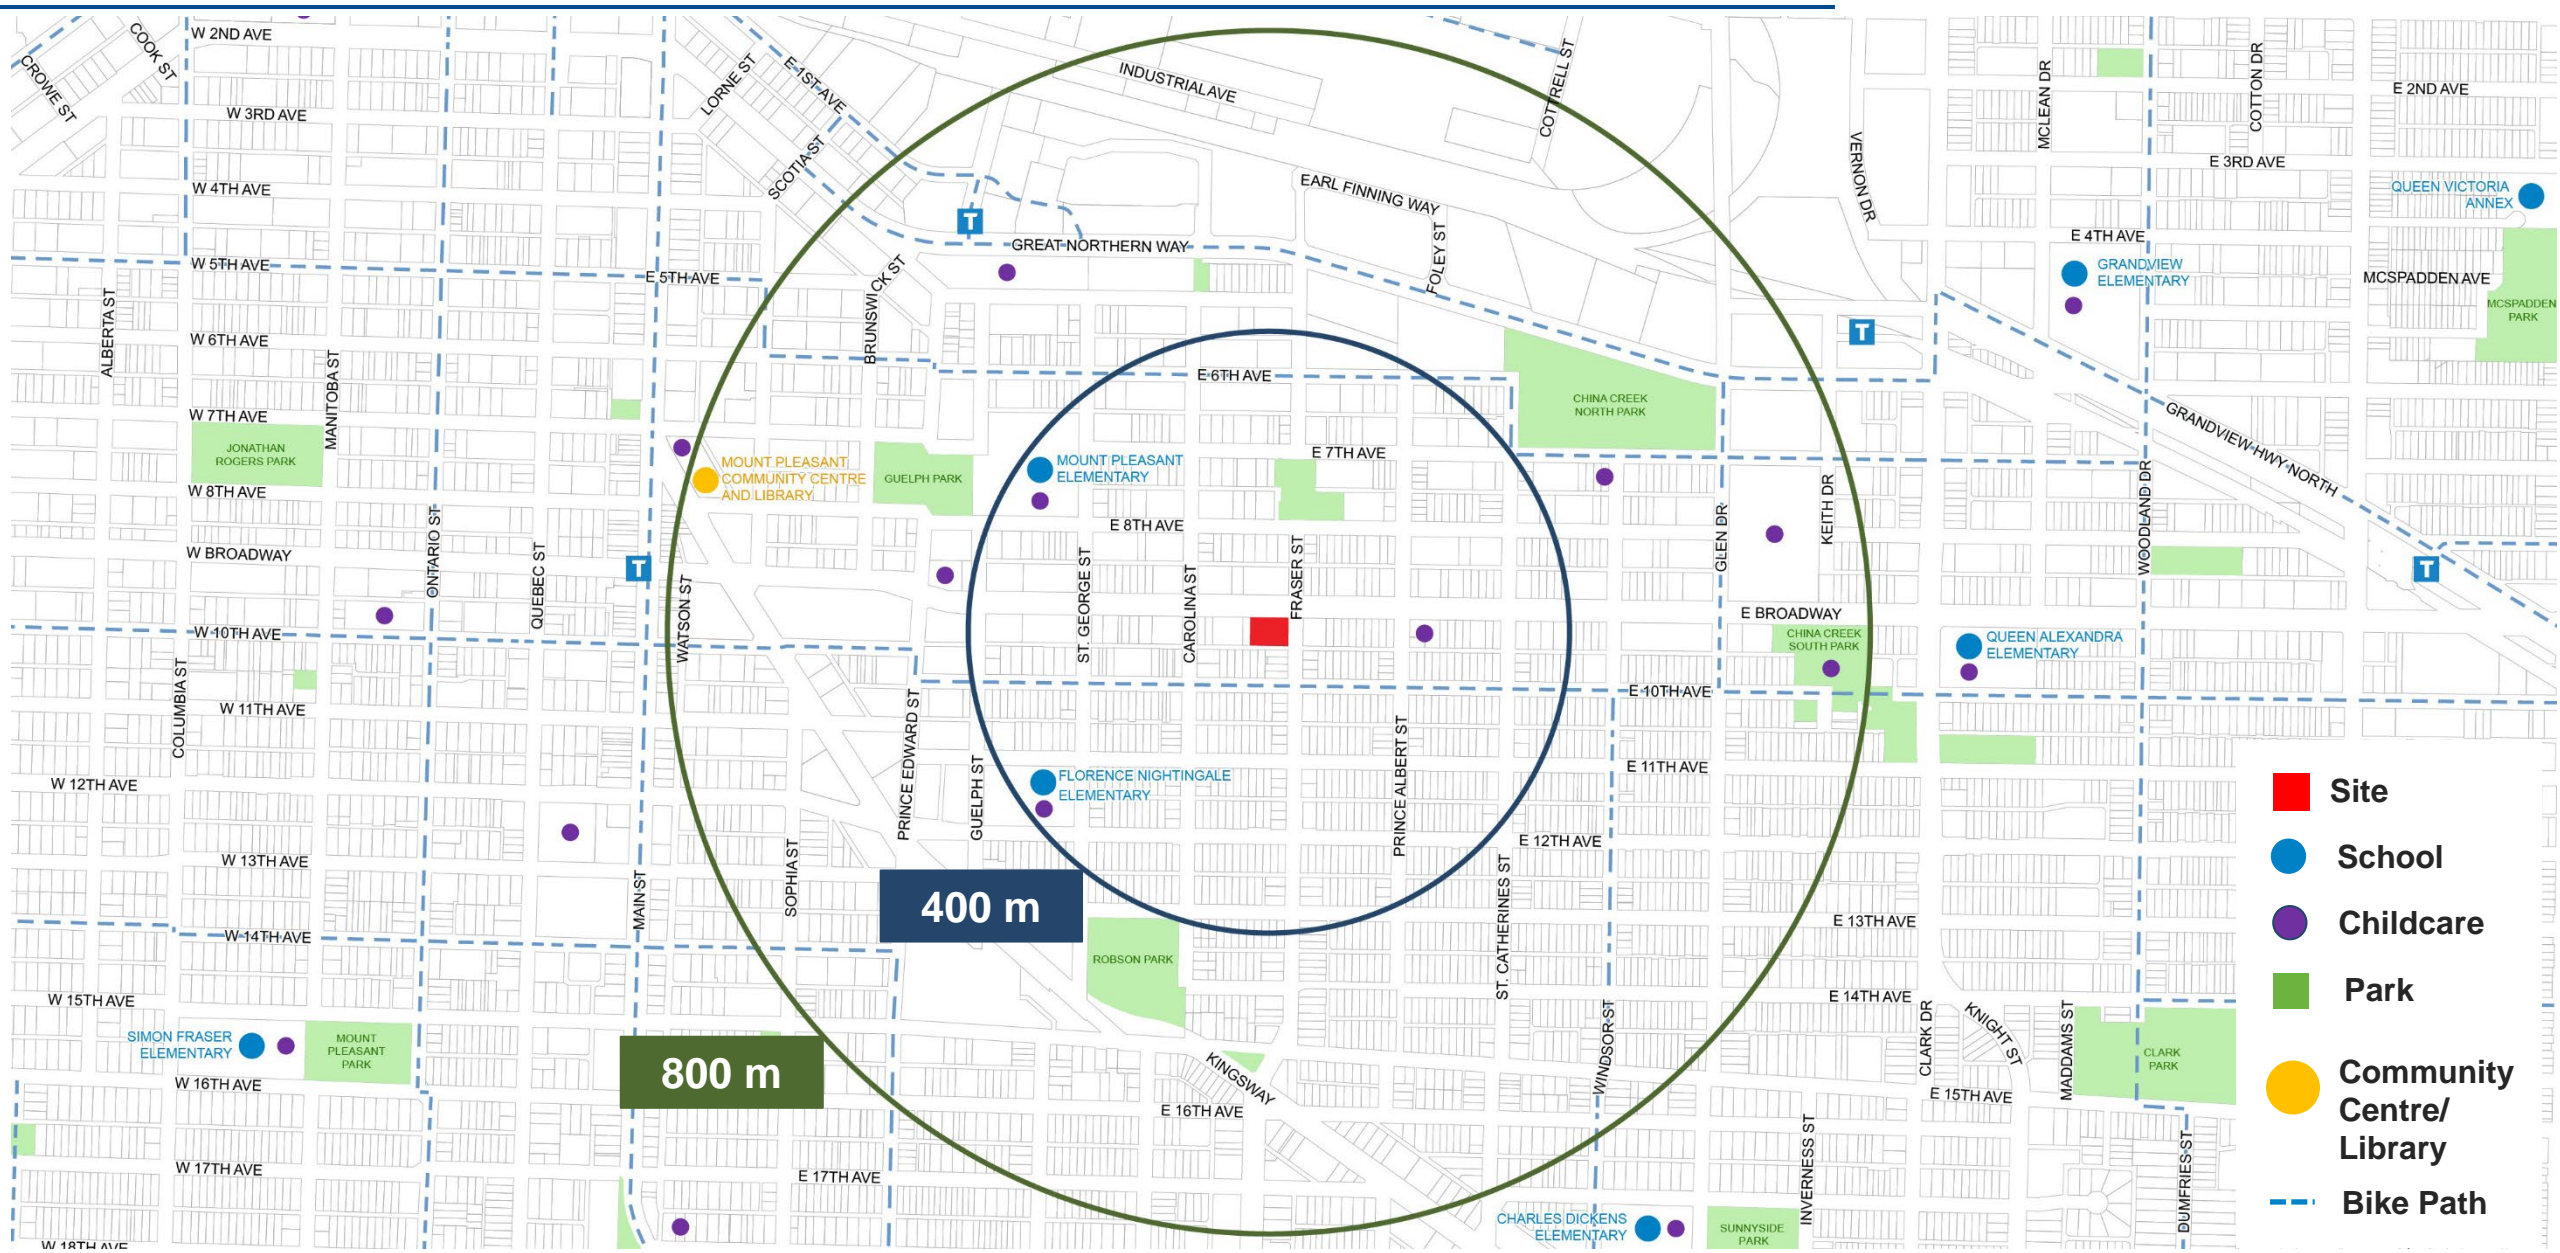 W 2ND AVE
COOK ST
CROWE ST
W 3RD AVE
LORNE ST
E 1ST AVE
SCOTIA ST
INDUSTRIAL AVE
COTTRELL ST
MCLEAN DR
COTTON DR
E 2ND AVE
VERNON DR
E 3RD AVE
W 4TH AVE
T
EARL FINNING WAY
QUEEN VICTORIA
ANNEX
GREAT NORTHERN WAY
FOLEY ST
E 4TH AVE
W 5TH AVE
E 5TH AVE
BRUNSWICK ST
GRANDVIEW
ELEMENTARY
MCSPADDEN AVE
MCSPADDEN
PARK
ALBERTA ST
W 6TH AVE
MANITOBA ST
T
E 6TH AVE
CHINA CREEK
NORTH PARK
W 7TH AVE
GRANDVIEW HWY NORTH
JONATHAN
ROGERS PARK
MOUNT PLEASANT
COMMUNITY CENTRE
AND LIBRARY
GUELPH PARK
MOUNT PLEASANT
ELEMENTARY
E 7TH AVE
W 8TH AVE
ONTARIO ST
E 8TH AVE
GLEN DR
KEITH DR
WOODLAND DR
W BROADWAY
QUEBEC ST
T
WATSON ST
ST. GEORGE ST
CAROLINA ST
FRASER ST
T
E BROADWAY
W 10TH AVE
CHINA CREEK
SOUTH PARK
QUEEN ALEXANDRA
ELEMENTARY
COLUMBIA ST
W 11TH AVE
PRINCE EDWARD ST
E 10TH AVE
PRINCE ALBERT ST
W 12TH AVE
GUELPH ST
FLORENCE NIGHTINGALE
ELEMENTARY
E 11TH AVE
W 13TH AVE
SOPHIA ST
E 12TH AVE
MAIN ST
400 m
ST. CATHERINES ST
E 13TH AVE
W 14TH AVE
ROBSON PARK
W 15TH AVE
E 14TH AVE
WINDSOR ST
CLARK DR
KNIGHT ST
MADDAMS ST
SIMON FRASER
ELEMENTARY
MOUNT
PLEASANT
PARK
800 m
KINGSWAY
CLARK
PARK
W 16TH AVE
E 16TH AVE
E 15TH AVE
W 17TH AVE
E 17TH AVE
INVERNESS ST
DUMFRIES ST
CHARLES DICKENS
ELEMENTARY
SUNNYSIDE
PARK
W 18TH AVE
Site
School
Childcare
Park
Community
Centre/
Library
Bike Path